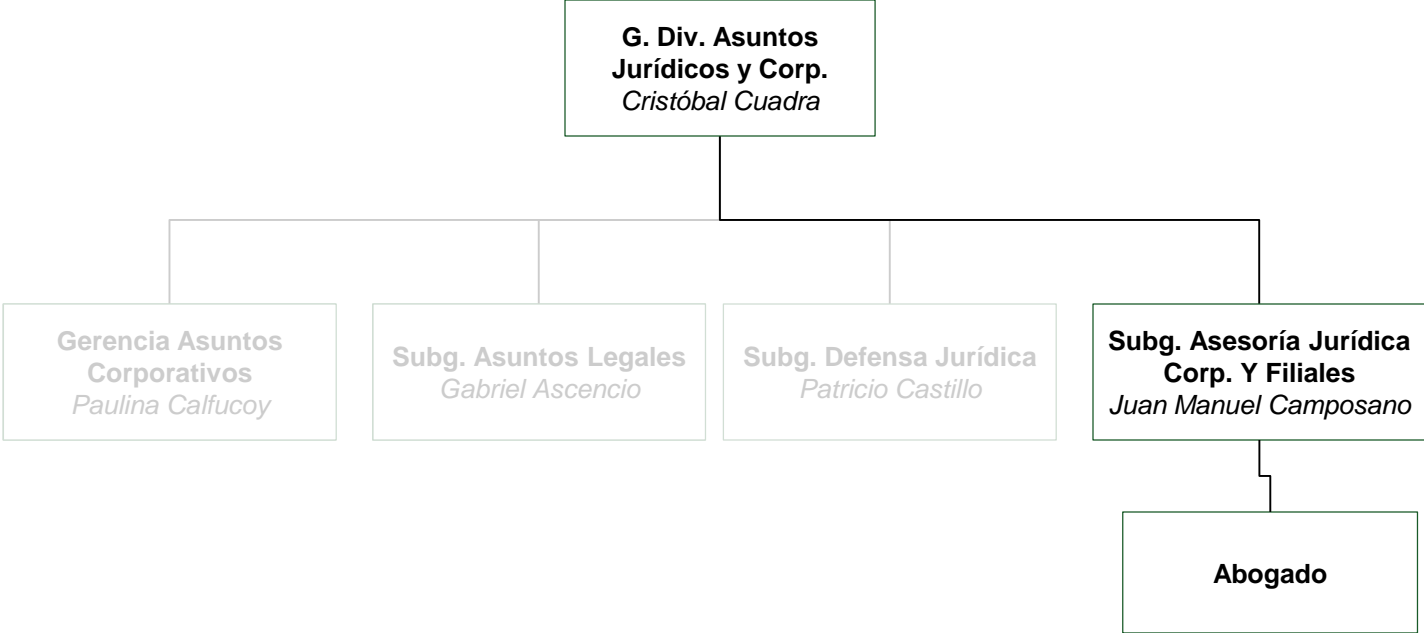 G. Div. Asuntos
Jurídicos y Corp.
Cristóbal Cuadra
Gerencia Asuntos
Corporativos
Paulina Calfucoy
Subg. Asuntos Legales
Gabriel Ascencio
Subg. Defensa Jurídica
Patricio Castillo
Subg. Asesoría Jurídica
Corp. Y Filiales
Juan Manuel Camposano
Abogado